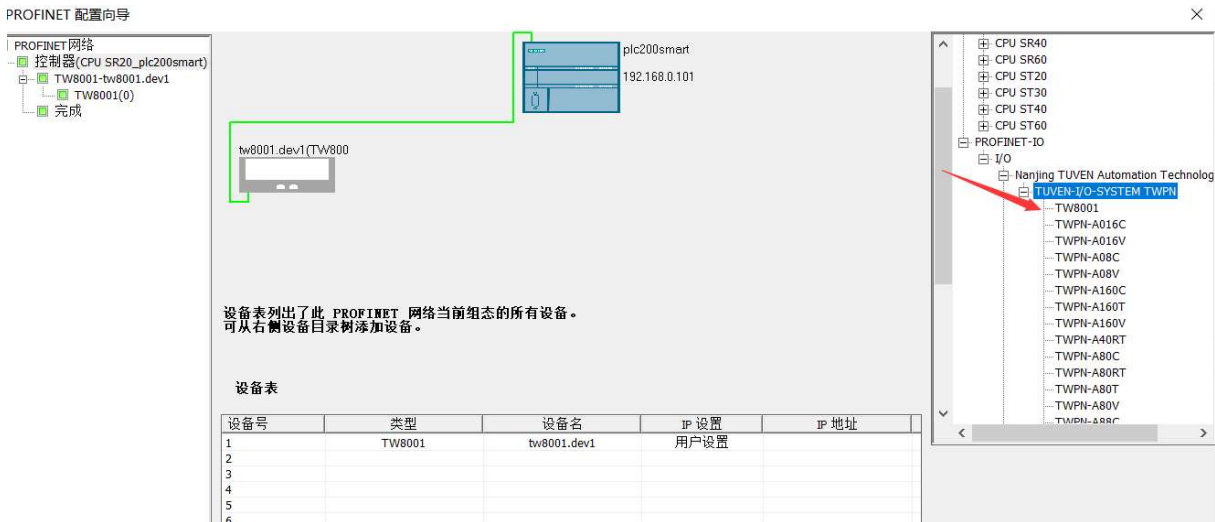 PROFINET 配置向导
PROFINET网络
控制器(CPU SR20_plc200smart)
TW8001-tw8001.dev1
TW8001(0)
完成
plc200smart
192.168.0.101
tw8001.dev1(TW800
设备表列出了此 PROFINET 网络当前组态的所有设备。
可从右侧设备目录树添加设备。
设备表
设备号 类型 设备名 IP 设置 IP 地址
1 TW8001 tw8001.dev1 用户设置
2
3
4
5
6
CPU SR40
CPU SR60
CPU ST20
CPU ST30
CPU ST40
CPU ST60
PROFINET-IO
I/O
Nanjing TUVEN Automation Technolog
TUVEN-I/O-SYSTEM TWPN
TW8001
TWPN-A016C
TWPN-A016V
TWPN-A08C
TWPN-A08V
TWPN-A160C
TWPN-A160T
TWPN-A160V
TWPN-A40RT
TWPN-A80C
TWPN-A80RT
TWPN-A80T
TWPN-A80V
TWPN-A88C